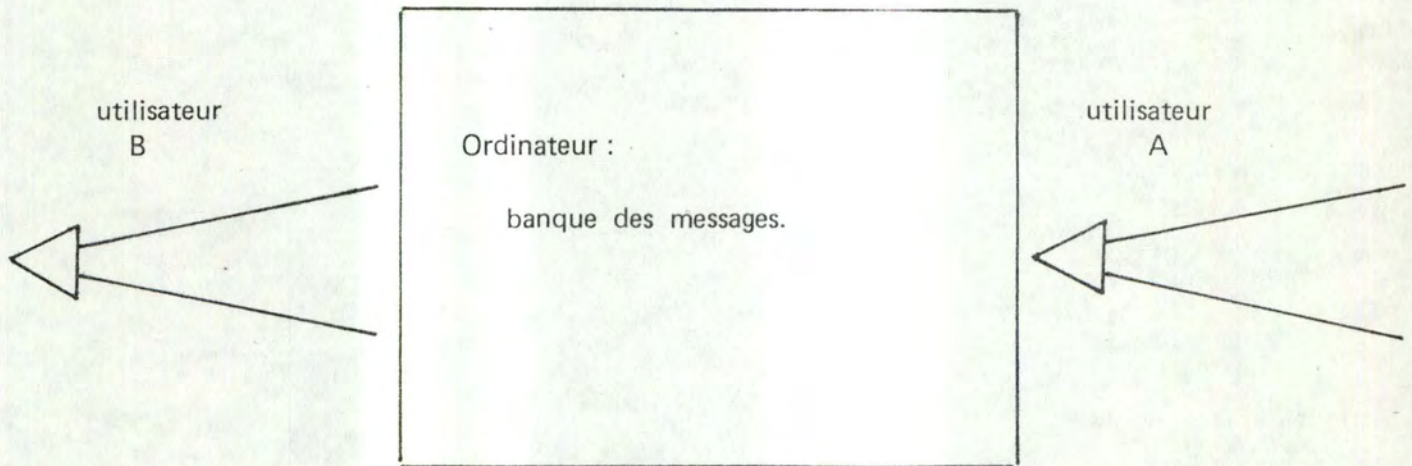 utilisateur
B
Ordinateur :
banque des messages.
utilisateur
A